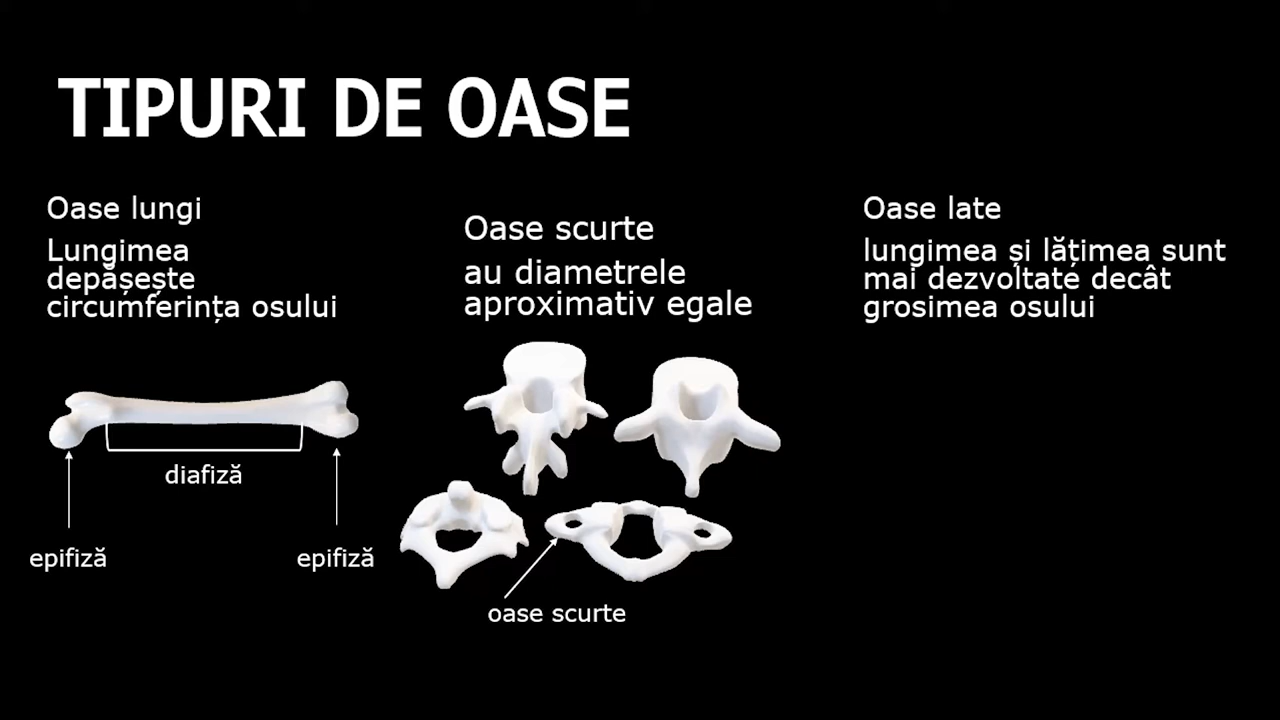 TIPURI DE OASE
Oase lungi
Lungimea
depășește
circumferința osului
diafiză
epifiză
epifiză
Oase scurte
au diametrele
aproximativ egale
oase scurte
Oase late
lungimea și lățimea sunt
mai dezvoltate decât
grosimea osului